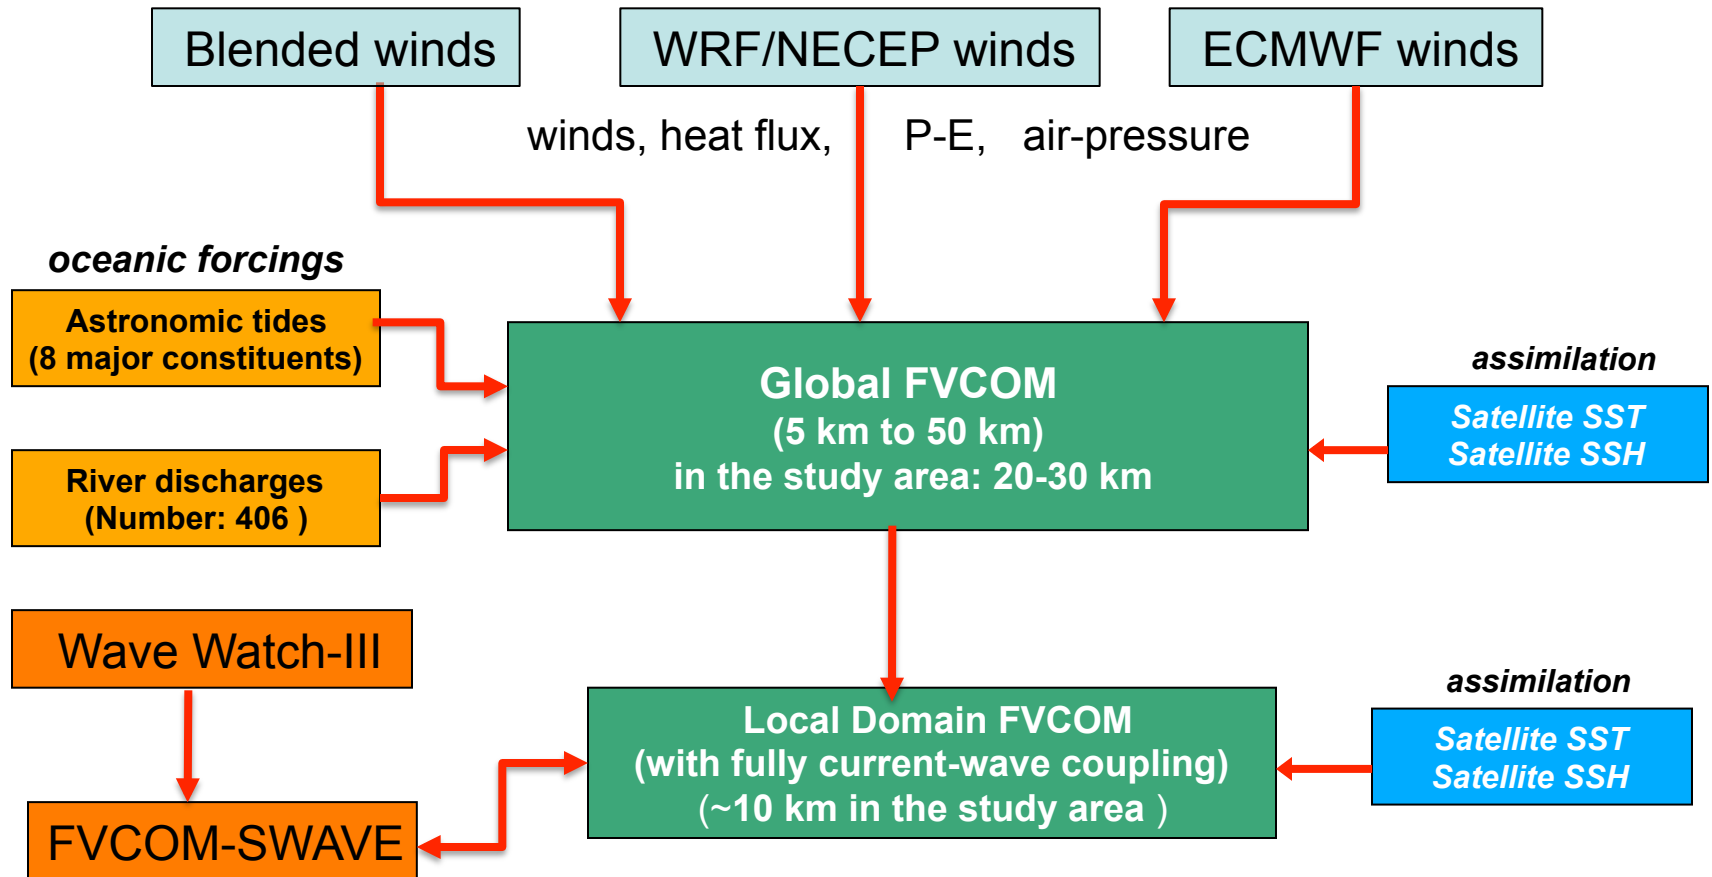 Blended winds
WRF/NECEP winds
ECMWF winds
winds, heat flux, P-E, air-pressure
oceanic forcings
Astronomic tides
(8 major constituents)
River discharges
(Number: 406 )
Global FVCOM
(5 km to 50 km)
in the study area: 20-30 km
assimilation
Satellite SST
Satellite SSH
Wave Watch-III
FVCOM-SWAVE
Local Domain FVCOM
(with fully current-wave coupling)
(~10 km in the study area )
assimilation
Satellite SST
Satellite SSH